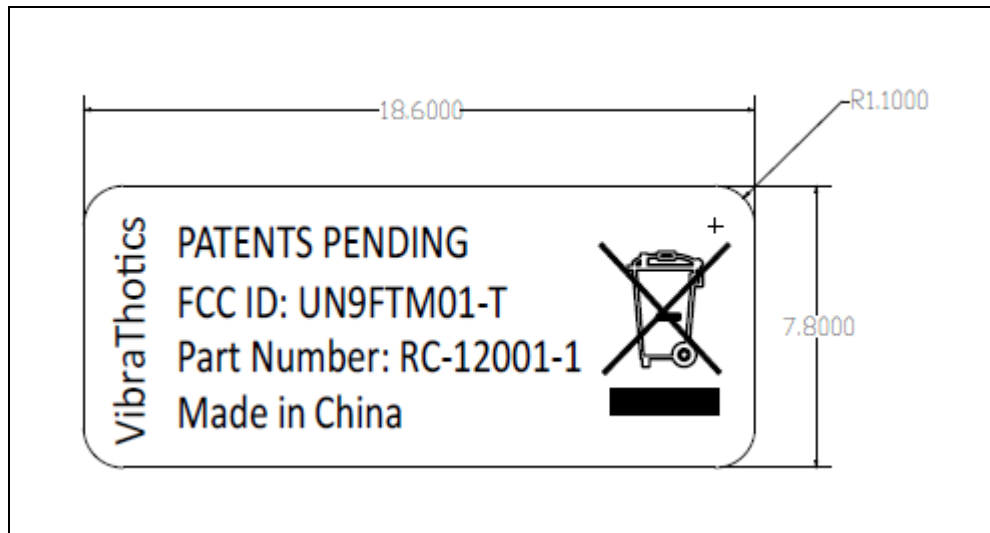 18.6000
R1.1000
VibraThotics
PATENTS PENDING
FCC ID: UN9FTM01-T
Part Number: RC-12001-1
Made in China
7.8000